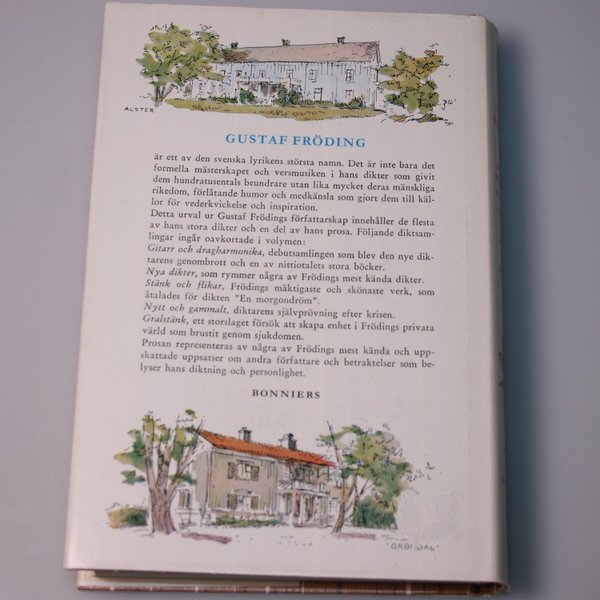 ALSTER
GUSTAF FRÖDING
är ett av den svenska lyrikens största namn. Det är inte bara det
formella mästerskapet och versmusiken i hans dikter som givit
dem hundratusentals beundrare utan lika mycket deras mänskliga
rikedom, förlåtande humor och medkänsla som gjort dem till käl-
lor för vederkvickelse och inspiration.
Detta urval ur Gustaf Frödings författarskap innehåller de flesta
av hans stora dikter och en del av hans prosa. Följande diktsam-
lingar ingår oavkortade i volymen:
Gitarr och dragharmonika, debutsamlingen som blev den nye dik-
tarens genombrott och en av nittiotalets stora böcker.
Nya dikter, som rymmer några av Frödings mest kända dikter.
Stänk och flikar, Frödings mäktigaste och skönaste verk, som
åtalades för dikten "En morgondröm".
Nytt och gammalt, diktarens självprövning efter krisen.
Gralstänk, ett storslaget försök att skapa enhet i Frödings privata
värld som brustit genom sjukdomen.
Prosan representeras av några av Frödings mest kända och upp-
skattade uppsatser om andra författare och betraktelser som be-
lyser hans diktning och personlighet.
BONNIERS